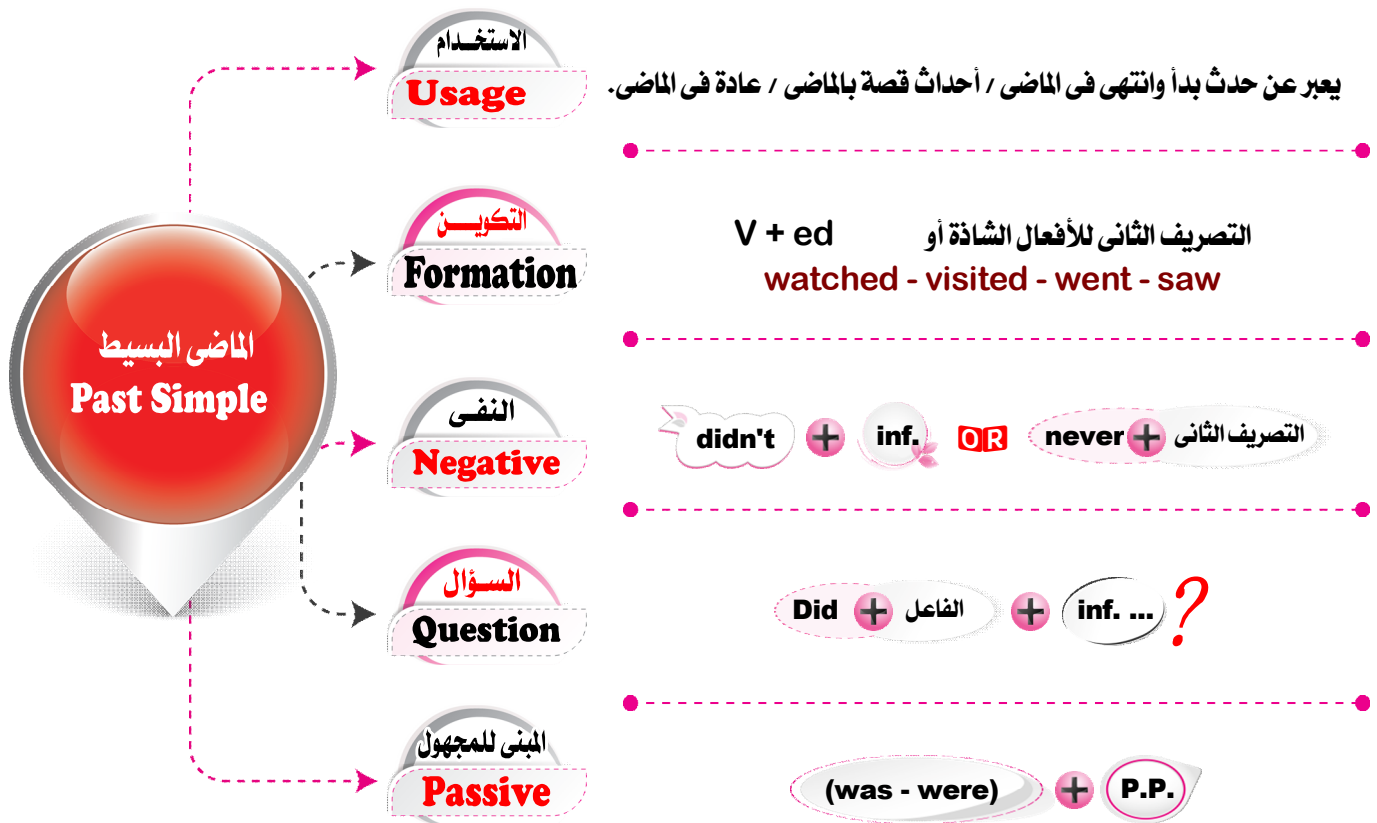 الماضى البسيط
Past Simple
الاستخدام
Usage
يعبر عن حدث بدأ وانتهى فى الماضى / أحداث قصة بالماضى / عادة فى الماضى.
التكوين
Formation
التصريف الثانى للأفعال الشاذة أو V + ed
watched - visited - went - saw
النفى
Negative
didn't + inf. OR never + التصريف الثانى
السؤال
Question
Did + الفاعل + inf. ... ?
المبنى للمجهول
Passive
(was - were) + P.P.